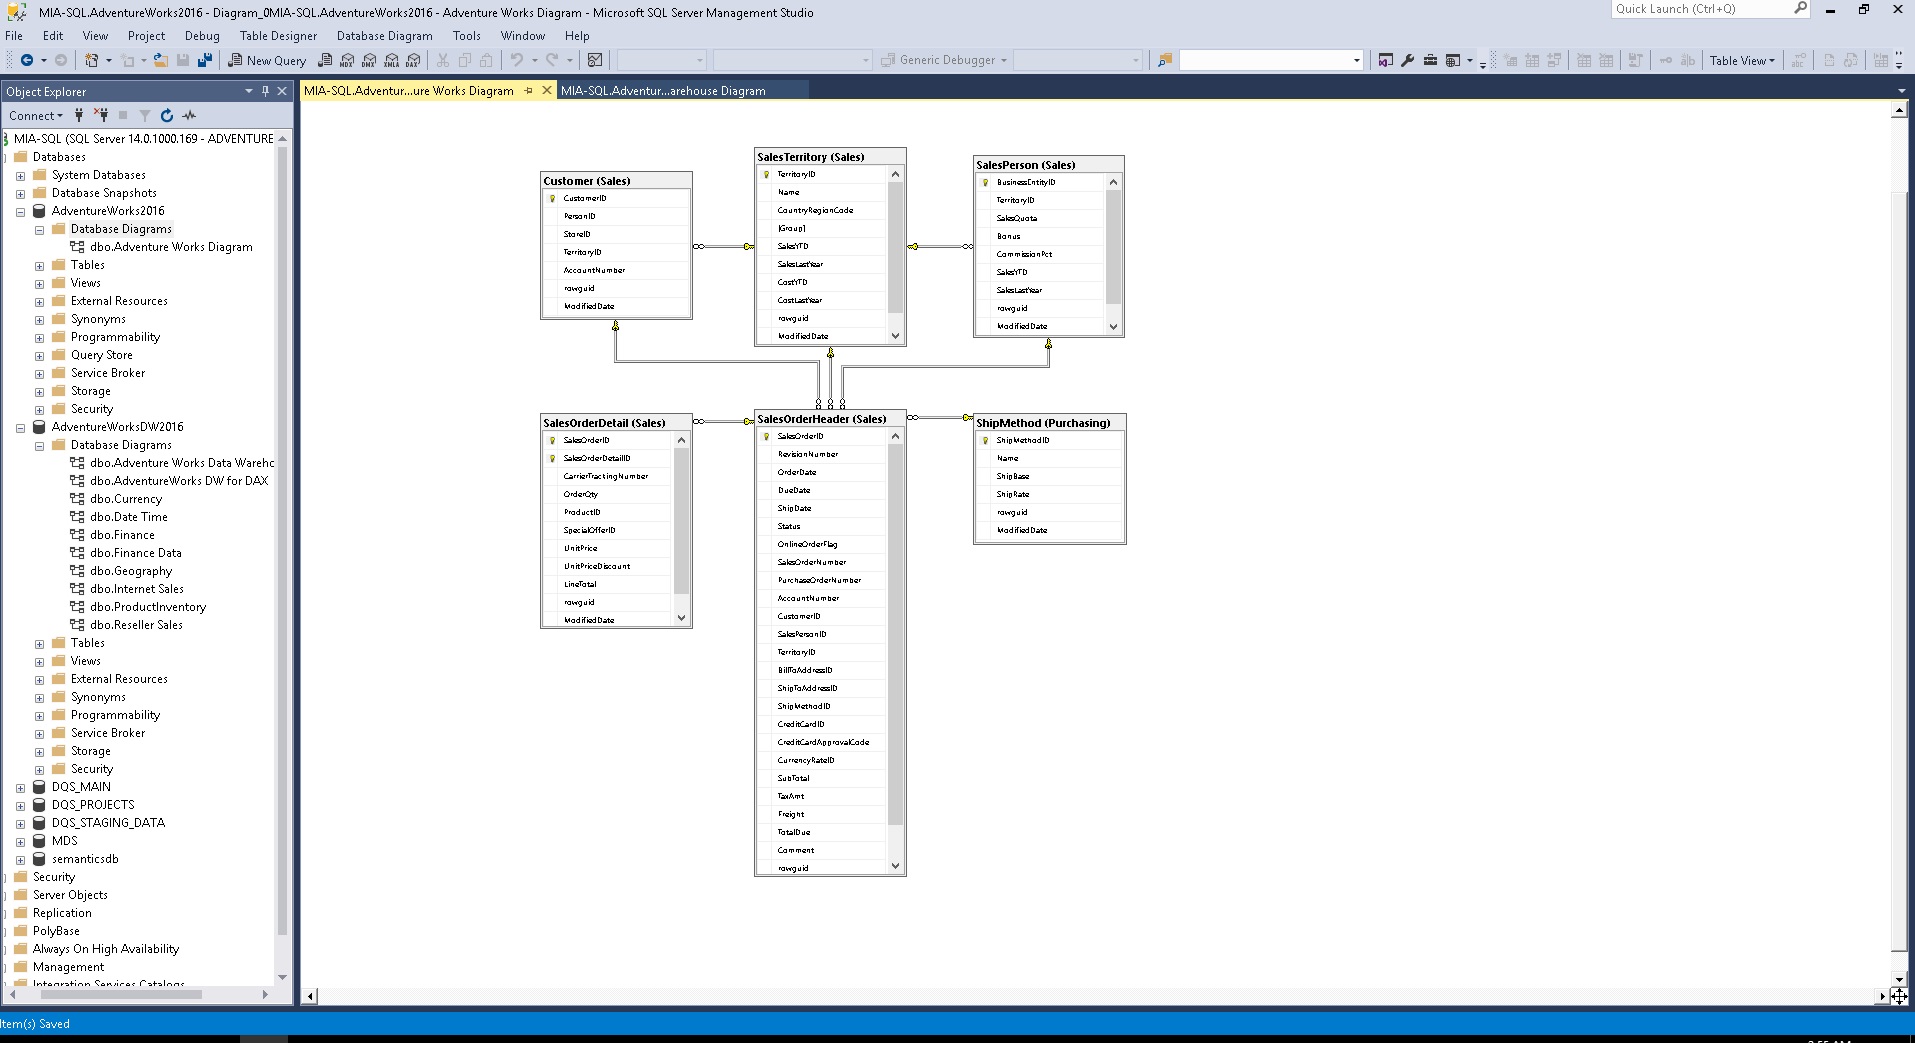 MIA-SQL.AdventureWorks2016 - Diagram_0MIA-SQL.AdventureWorks2016 - Adventure Works Diagram - Microsoft SQL Server Management Studio
Quick Launch (Ctrl+Q)
File Edit View Project Debug Table Designer Database Diagram Tools Window Help
New Query MDX DMX XMLA DAX Generic Debugger Table View
Object Explorer
Connect
MIA-SQL (SQL Server 14.0.1000.169 - ADVENTURE
Databases
System Databases
Database Snapshots
AdventureWorks2016
Database Diagrams
dbo.Adventure Works Diagram
Tables
Views
External Resources
Synonyms
Programmability
Query Store
Service Broker
Storage
Security
AdventureWorksDW2016
Database Diagrams
dbo.Adventure Works Data Wareho
dbo.AdventureWorks DW for DAX
dbo.Currency
dbo.Date Time
dbo.Finance
dbo.Finance Data
dbo.Geography
dbo.Internet Sales
dbo.ProductInventory
dbo.Reseller Sales
Tables
Views
External Resources
Synonyms
Programmability
Service Broker
Storage
Security
DQS_MAIN
DQS_PROJECTS
DQS_STAGING_DATA
MDS
semanticsdb
Security
Server Objects
Replication
PolyBase
Always On High Availability
Management
Integration Services Catalogs
MIA-SQL.Adventur...ure Works Diagram
MIA-SQL.Adventur...arehouse Diagram
Customer (Sales)
CustomerID
PersonID
StoreID
TerritoryID
AccountNumber
rowguid
ModifiedDate
SalesTerritory (Sales)
TerritoryID
Name
CountryRegionCode
[Group]
SalesYTD
SalesLastYear
CostYTD
CostLastYear
rowguid
ModifiedDate
SalesPerson (Sales)
BusinessEntityID
TerritoryID
SalesQuota
Bonus
CommissionPct
SalesYTD
SalesLastYear
rowguid
ModifiedDate
SalesOrderDetail (Sales)
SalesOrderID
SalesOrderDetailID
CarrierTrackingNumber
OrderQty
ProductID
SpecialOfferID
UnitPrice
UnitPriceDiscount
LineTotal
rowguid
ModifiedDate
SalesOrderHeader (Sales)
SalesOrderID
RevisionNumber
OrderDate
DueDate
ShipDate
Status
OnlineOrderFlag
SalesOrderNumber
PurchaseOrderNumber
AccountNumber
CustomerID
SalesPersonID
TerritoryID
BillToAddressID
ShipToAddressID
ShipMethodID
CreditCardID
CreditCardApprovalCode
CurrencyRateID
SubTotal
TaxAmt
Freight
TotalDue
Comment
rowguid
ShipMethod (Purchasing)
ShipMethodID
Name
ShipBase
ShipRate
rowguid
ModifiedDate
Item(s) Saved